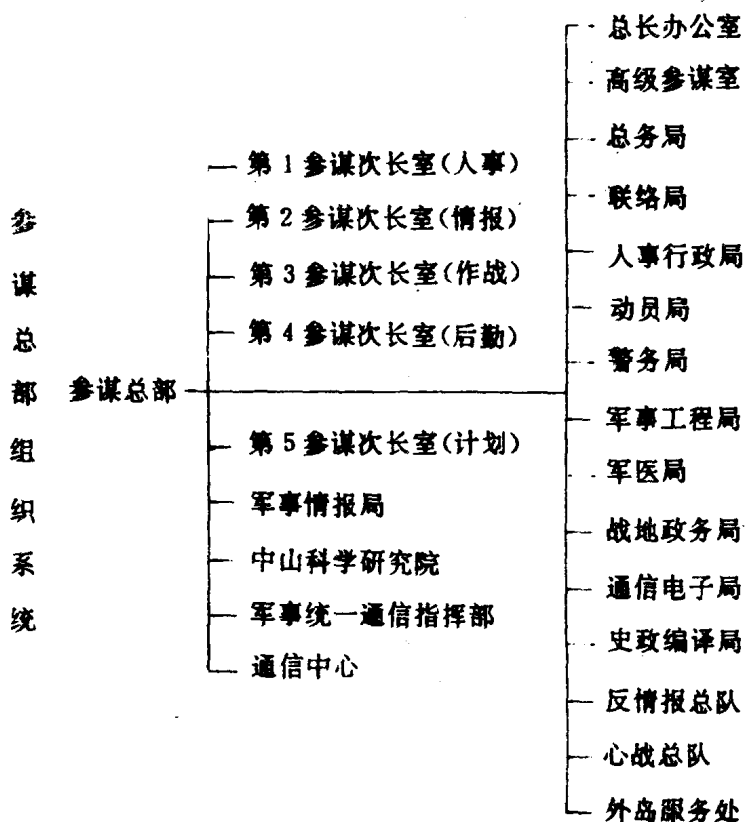 参谋总部组织系统
参谋总部
第1参谋次长室(人事)
第2参谋次长室(情报)
第3参谋次长室(作战)
第4参谋次长室(后勤)
第5参谋次长室(计划)
军事情报局
中山科学研究院
军事统一通信指挥部
通信中心
总长办公室
高级参谋室
总务局
联络局
人事行政局
动员局
警务局
军事工程局
军医局
战地政务局
通信电子局
史政编译局
反情报总队
心战总队
外岛服务处